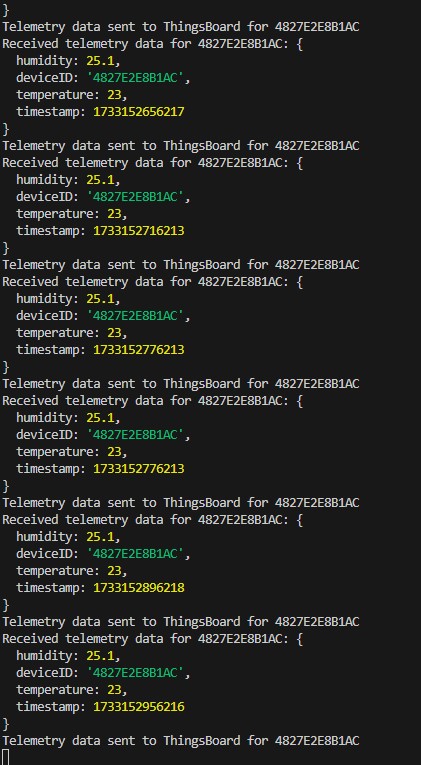 }
Telemetry data sent to ThingsBoard for 4827E2E8B1AC
Received telemetry data for 4827E2E8B1AC: {
  humidity: 25.1,
  deviceID: '4827E2E8B1AC',
  temperature: 23,
  timestamp: 1733152656217
}
Telemetry data sent to ThingsBoard for 4827E2E8B1AC
Received telemetry data for 4827E2E8B1AC: {
  humidity: 25.1,
  deviceID: '4827E2E8B1AC',
  temperature: 23,
  timestamp: 1733152716213
}
Telemetry data sent to ThingsBoard for 4827E2E8B1AC
Received telemetry data for 4827E2E8B1AC: {
  humidity: 25.1,
  deviceID: '4827E2E8B1AC',
  temperature: 23,
  timestamp: 1733152776213
}
Telemetry data sent to ThingsBoard for 4827E2E8B1AC
Received telemetry data for 4827E2E8B1AC: {
  humidity: 25.1,
  deviceID: '4827E2E8B1AC',
  temperature: 23,
  timestamp: 1733152776213
}
Telemetry data sent to ThingsBoard for 4827E2E8B1AC
Received telemetry data for 4827E2E8B1AC: {
  humidity: 25.1,
  deviceID: '4827E2E8B1AC',
  temperature: 23,
  timestamp: 1733152896218
}
Telemetry data sent to ThingsBoard for 4827E2E8B1AC
Received telemetry data for 4827E2E8B1AC: {
  humidity: 25.1,
  deviceID: '4827E2E8B1AC',
  temperature: 23,
  timestamp: 1733152956216
}
Telemetry data sent to ThingsBoard for 4827E2E8B1AC